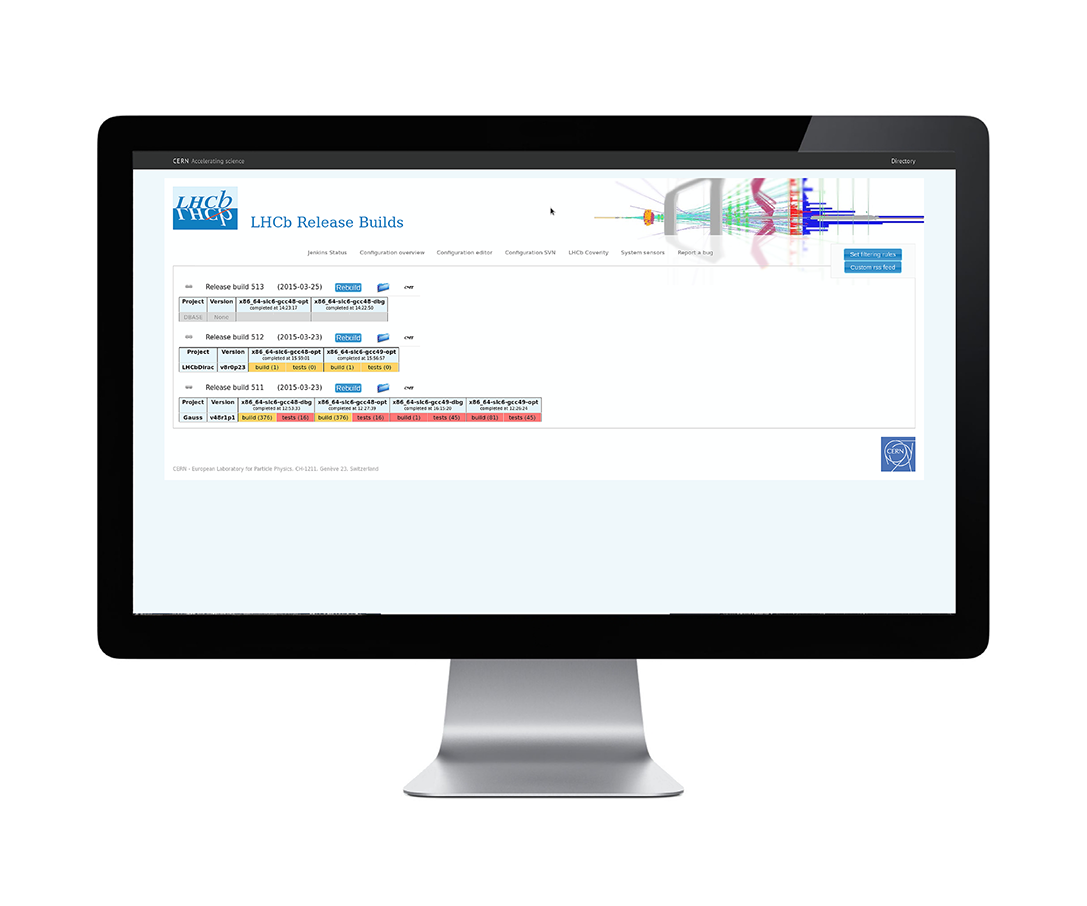 CERN Accelerating science
Directory
LHCb
LHCb Release Builds
Jenkins Status Configuration overview Configuration editor Configuration SVN LHCb Coverity System sensors Report a bug
Set filtering rules
Custom rss feed
Release build 513 (2015-03-25) Rebuild
Project Version x86_64-slc6-gcc48-opt x86_64-slc6-gcc48-dbg
completed at 14:23:17 completed at 14:22:50
DBASE None
Release build 512 (2015-03-23) Rebuild
Project Version x86_64-slc6-gcc48-opt x86_64-slc6-gcc49-opt
completed at 15:59:01 completed at 15:56:57
LHCbDirac v8r0p23 build (1) tests (0) build (1) tests (0)
Release build 511 (2015-03-23) Rebuild
Project Version x86_64-slc6-gcc48-dbg x86_64-slc6-gcc48-opt x86_64-slc6-gcc49-dbg x86_64-slc6-gcc49-opt
completed at 12:53:33 completed at 12:27:39 completed at 16:15:20 completed at 12:26:24
Gauss v48r1p1 build (376) tests (16) build (376) tests (16) build (1) tests (45) build (81) tests (45)
CERN
CERN - European Laboratory for Particle Physics, CH-1211, Geneve 23, Switzerland